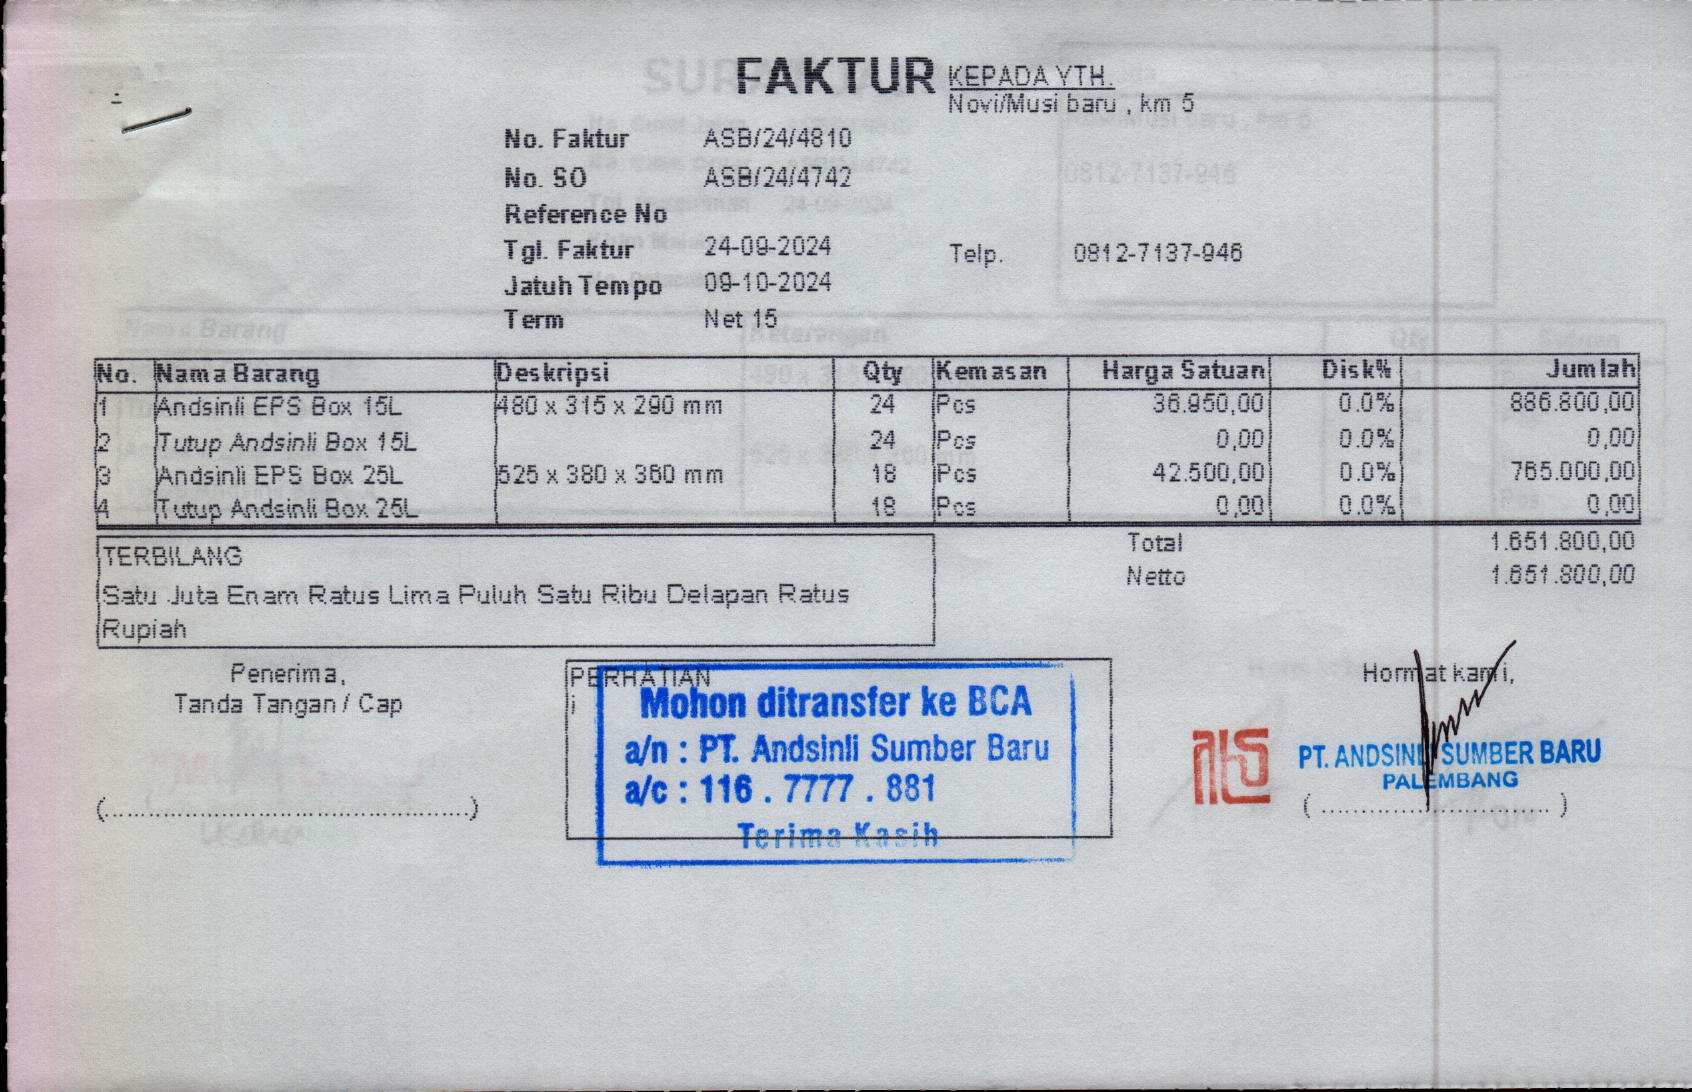 FAKTUR
KEPADA YTH.
Novi/Musi baru , km 5
No. Faktur ASB/24/4810
No. SO ASB/24/4742
Reference No
Tgl. Faktur 24-09-2024
Telp. 0812-7137-946
Jatuh Tempo 09-10-2024
Term Net 15
No. Nama Barang Deskripsi Qty Kemasan Harga Satuan Disk% Jumlah
1 Andsinli EPS Box 15L 480 x 315 x 290 mm 24 Pcs 36.950,00 0.0% 886.800,00
2 Tutup Andsinli Box 15L 24 Pcs 0,00 0.0% 0,00
3 Andsinli EPS Box 25L 525 x 380 x 360 mm 18 Pcs 42.500,00 0.0% 765.000,00
4 Tutup Andsinli Box 25L 18 Pcs 0,00 0.0% 0,00
TERBILANG
Satu Juta Enam Ratus Lima Puluh Satu Ribu Delapan Ratus
Rupiah
Total 1.651.800,00
Netto 1.651.800,00
Penerima,
Tanda Tangan / Cap
(...............................................)
PERHATIAN
i
Mohon ditransfer ke BCA
a/n : PT. Andsinli Sumber Baru
a/c : 116 . 7777 . 881
Terima Kasih
Hormat kami,
PT. ANDSINLI SUMBER BARU
PALEMBANG
( ............................. )